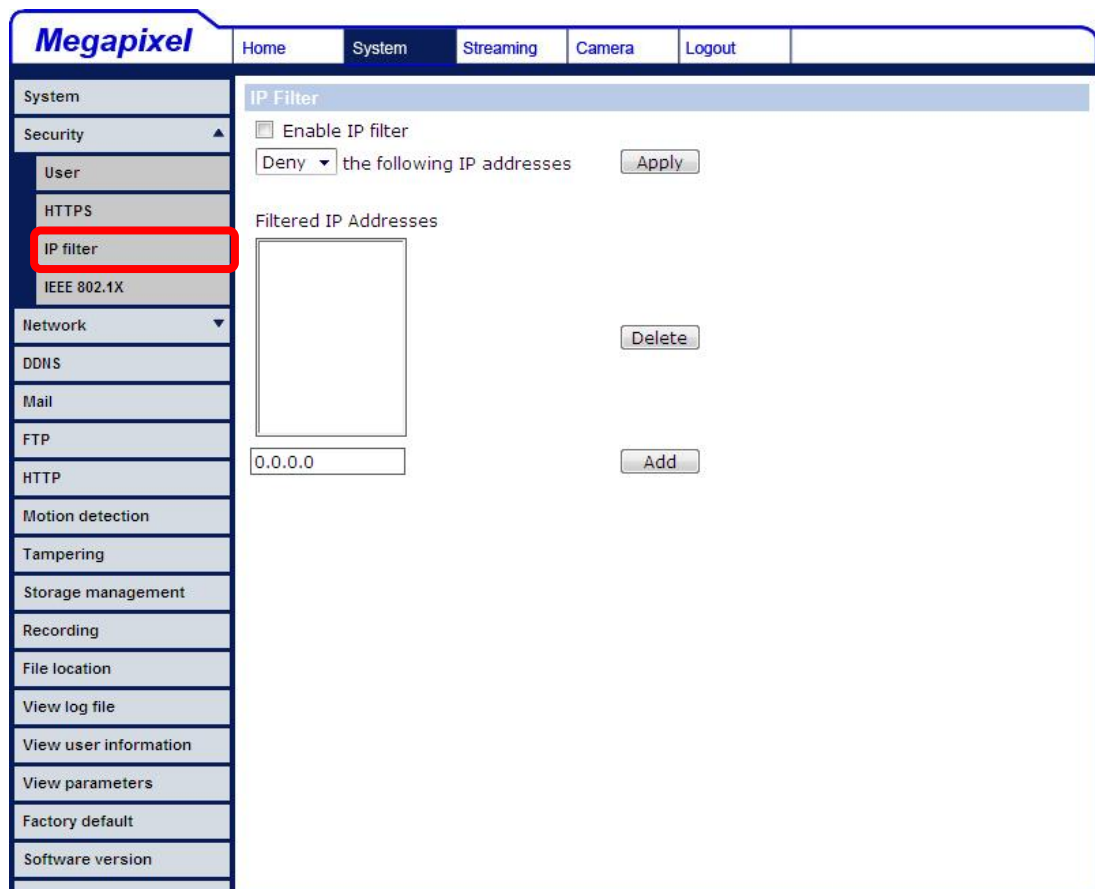 Megapixel
Home System Streaming Camera Logout
System
Security
User
HTTPS
IP filter
IEEE 802.1X
Network
DDNS
Mail
FTP
HTTP
Motion detection
Tampering
Storage management
Recording
File location
View log file
View user information
View parameters
Factory default
Software version
IP Filter
Enable IP filter
Deny the following IP addresses Apply
Filtered IP Addresses
Delete
0.0.0.0 Add